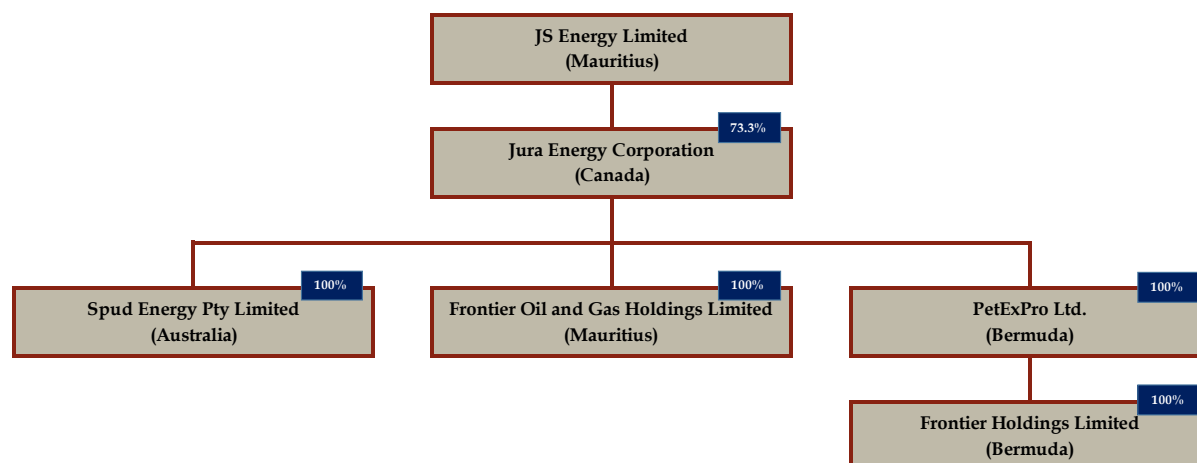 JS Energy Limited
(Mauritius)
73.3%
Jura Energy Corporation
(Canada)
100%
Spud Energy Pty Limited
(Australia)
100%
Frontier Oil and Gas Holdings Limited
(Mauritius)
100%
PetExPro Ltd.
(Bermuda)
100%
Frontier Holdings Limited
(Bermuda)